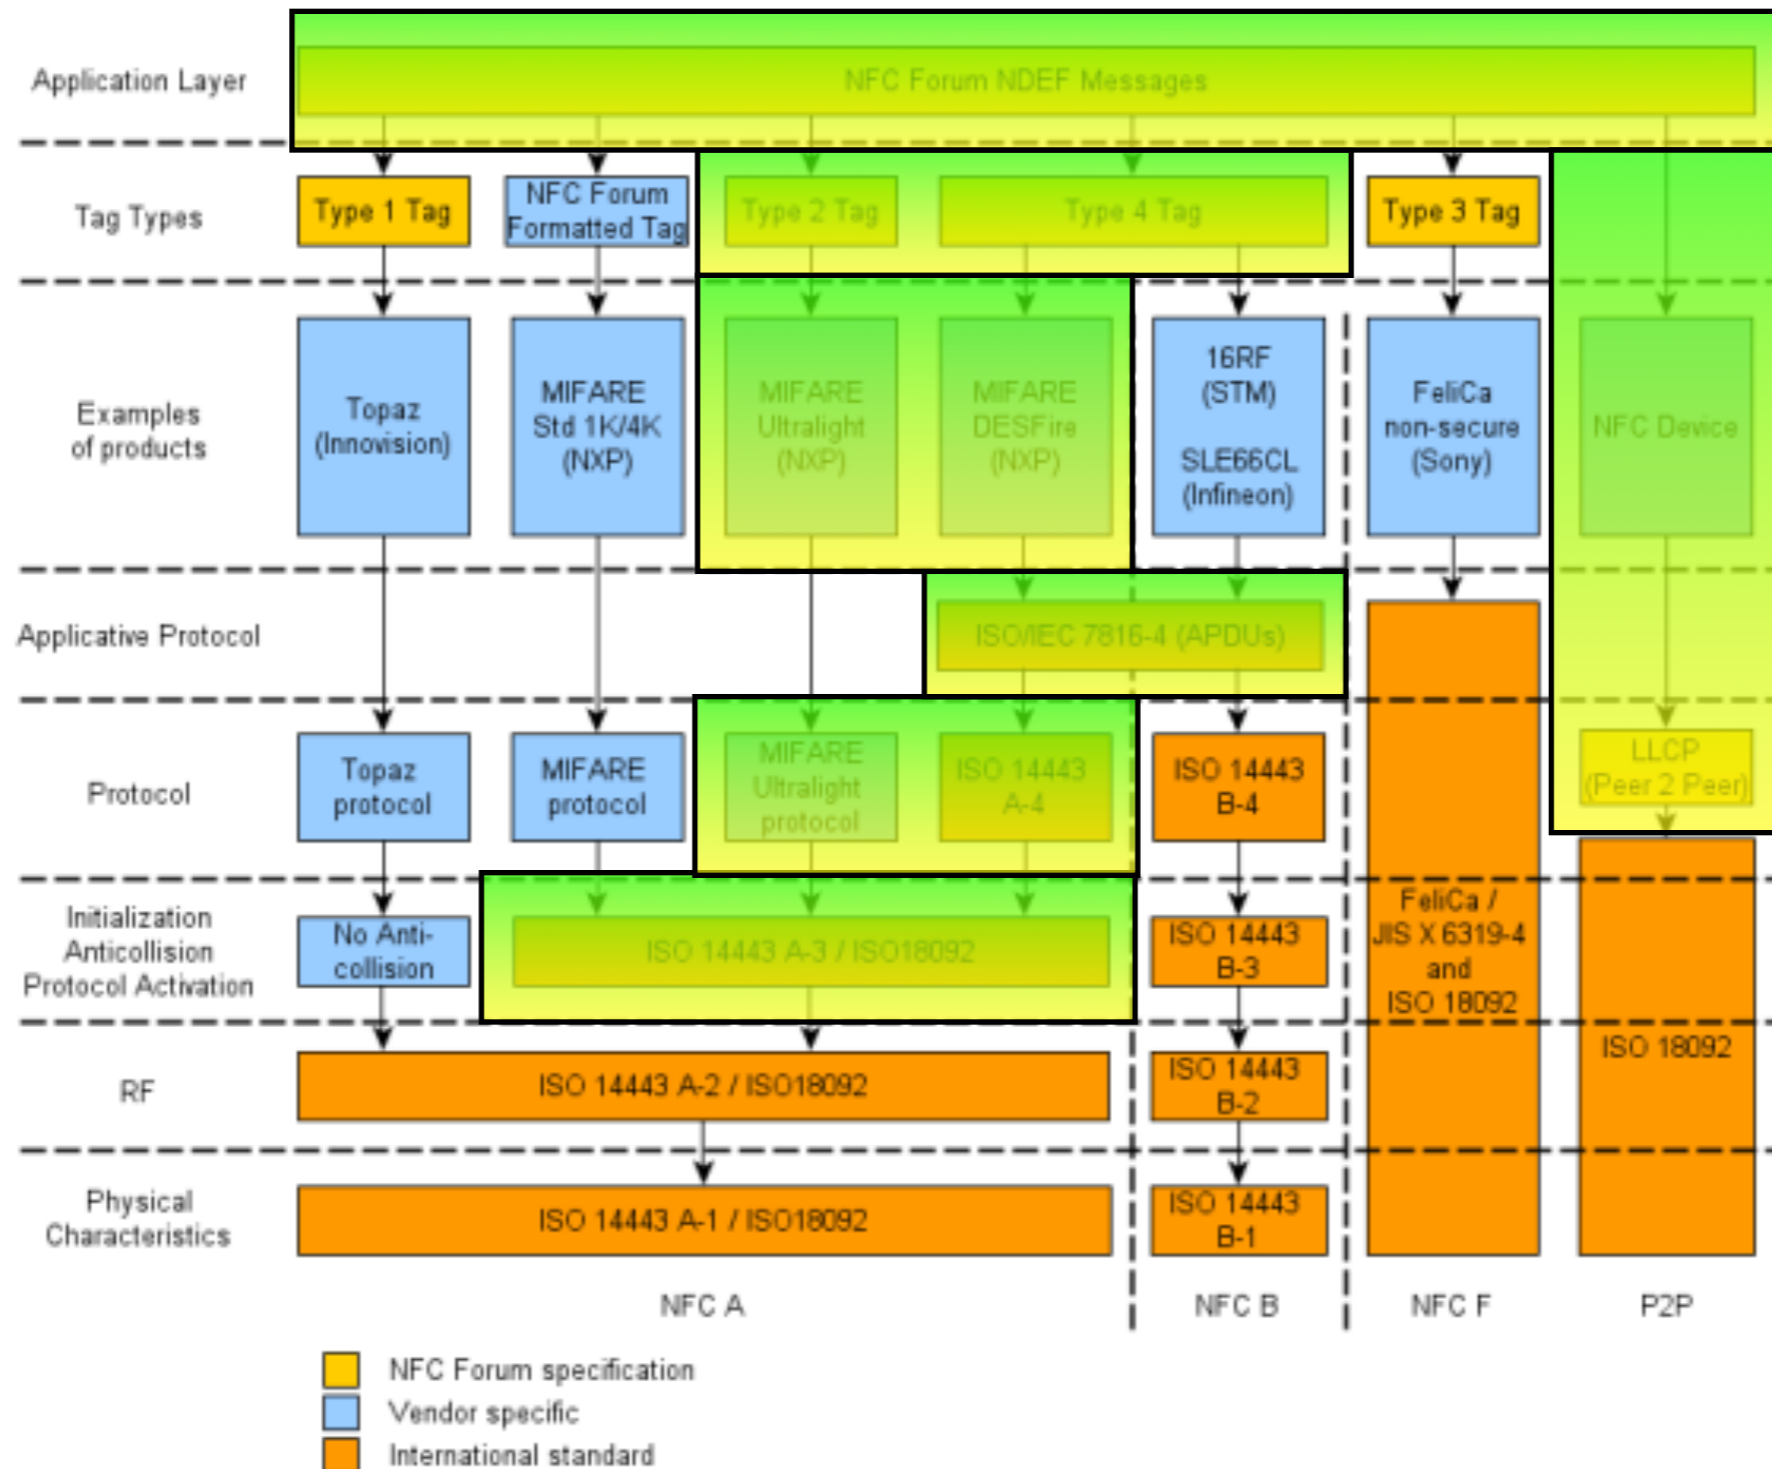 Application Layer
NFC Forum NDEF Messages
Tag Types
Type 1 Tag
NFC Forum
Formatted Tag
Type 2 Tag
Type 4 Tag
Type 3 Tag
Examples
of products
Topaz
(Innovision)
MIFARE
Std 1K/4K
(NXP)
MIFARE
Ultralight
(NXP)
MIFARE
DESFire
(NXP)
16RF
(STM)
SLE66CL
(Infineon)
FeliCa
non-secure
(Sony)
NFC Device
Applicative Protocol
ISO/IEC 7816-4 (APDUs)
Protocol
Topaz
protocol
MIFARE
protocol
MIFARE
Ultralight
protocol
ISO 14443
A-4
ISO 14443
B-4
LLCP
(Peer 2 Peer)
Initialization
Anticollision
Protocol Activation
No Anti-
collision
ISO 14443 A-3 / ISO18092
ISO 14443
B-3
FeliCa /
JIS X 6319-4
and
ISO 18092
ISO 18092
RF
ISO 14443 A-2 / ISO18092
ISO 14443
B-2
Physical
Characteristics
ISO 14443 A-1 / ISO18092
ISO 14443
B-1
NFC A
NFC B
NFC F
P2P
NFC Forum specification
Vendor specific
International standard